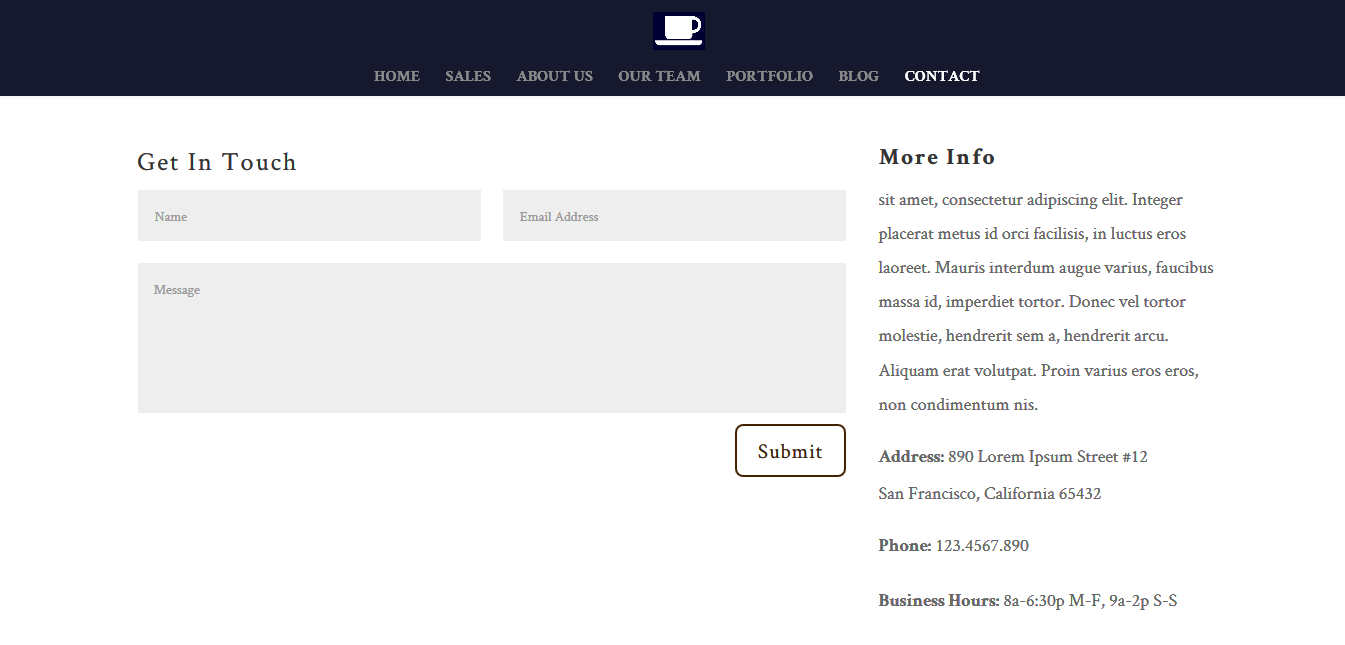 HOME SALES ABOUT US OUR TEAM PORTFOLIO BLOG CONTACT
Get In Touch
Name
Email Address
Message
Submit
More Info
sit amet, consectetur adipiscing elit. Integer
placerat metus id orci facilisis, in luctus eros
laoreet. Mauris interdum augue varius, faucibus
massa id, imperdiet tortor. Donec vel tortor
molestie, hendrerit sem a, hendrerit arcu.
Aliquam erat volutpat. Proin varius eros eros,
non condimentum nis.
Address: 890 Lorem Ipsum Street #12
San Francisco, California 65432
Phone: 123.4567.890
Business Hours: 8a-6:30p M-F, 9a-2p S-S